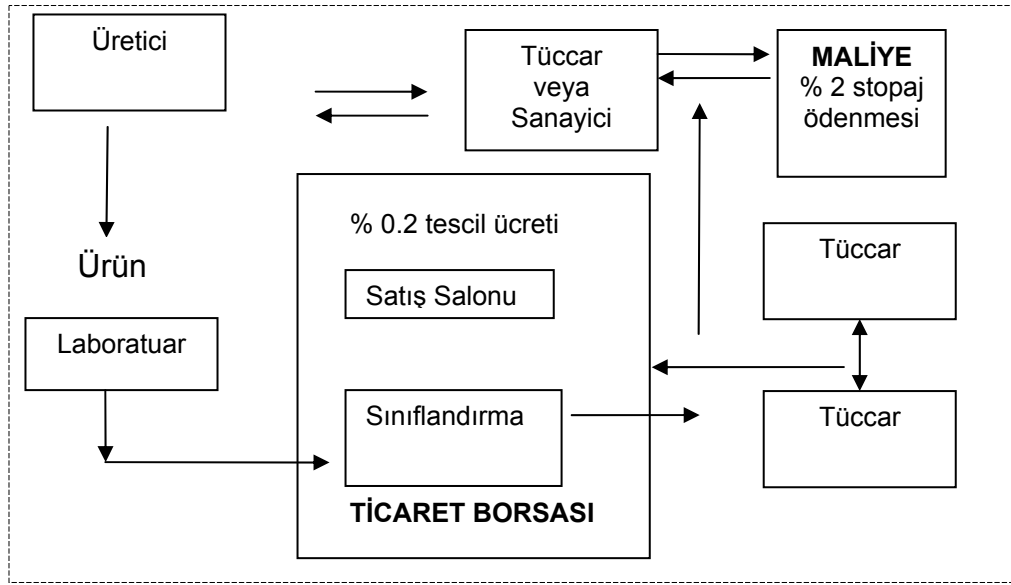 Üretici
Tüccar
veya
Sanayici
MALİYE
% 2 stopaj
ödenmesi
% 0.2 tescil ücreti
Tüccar
Ürün
Satış Salonu
Laboratuar
Sınıflandırma
Tüccar
TİCARET BORSASI